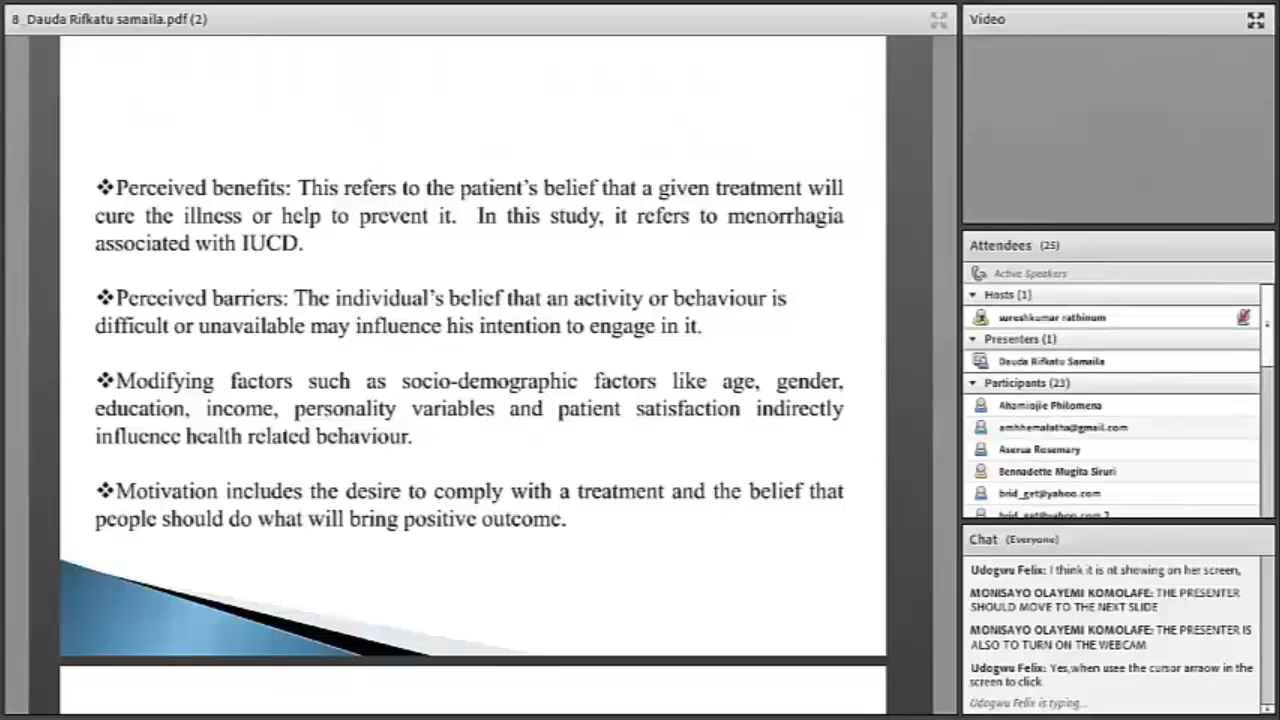 8_Dauda Rifkatu samaila.pdf (2)
❖Perceived benefits: This refers to the patient's belief that a given treatment will
cure the illness or help to prevent it. In this study, it refers to menorrhagia
associated with IUCD.
❖Perceived barriers: The individual's belief that an activity or behaviour is
difficult or unavailable may influence his intention to engage in it.
❖Modifying factors such as socio-demographic factors like age, gender,
education, income, personality variables and patient satisfaction indirectly
influence health related behaviour.
❖Motivation includes the desire to comply with a treatment and the belief that
people should do what will bring positive outcome.
Video
Attendees (25)
Active Speakers
Hosts (1)
sureshkumar rathinum
Presenters (1)
Dauda Rifkatu Samaila
Participants (23)
Ahamiojie Philomena
amhhemalatha@gmail.com
Aserua Rosemary
Bennadette Mugita Siruri
brid_get@yahoo.com
brid_get@yahoo.com 2
Chat (Everyone)
Udogwu Felix: I think it is nt showing on her screen,
MONISAYO OLAYEMI KOMOLAFE: THE PRESENTER
SHOULD MOVE TO THE NEXT SLIDE
MONISAYO OLAYEMI KOMOLAFE: THE PRESENTER IS
ALSO TO TURN ON THE WEBCAM
Udogwu Felix: Yes,when usee the cursor arraow in the
screen to click
Udogwu Felix is typing...